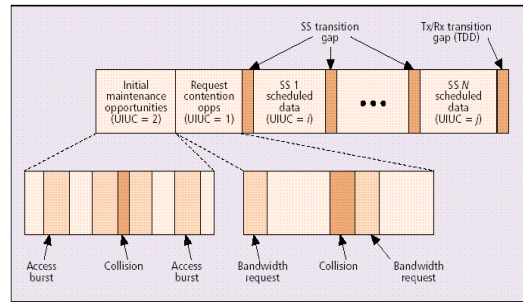 SS transition
gap
Tx/Rx transition
gap (TDD)
Initial
maintenance
opportunities
(UIUC = 2)
Request
contention
opps
(UIUC = 1)
SS 1
scheduled
data
(UIUC = i)
•••
SS N
scheduled
data
(UIUC = j)
Access
burst
Collision
Access
burst
Bandwidth
request
Collision
Bandwidth
request